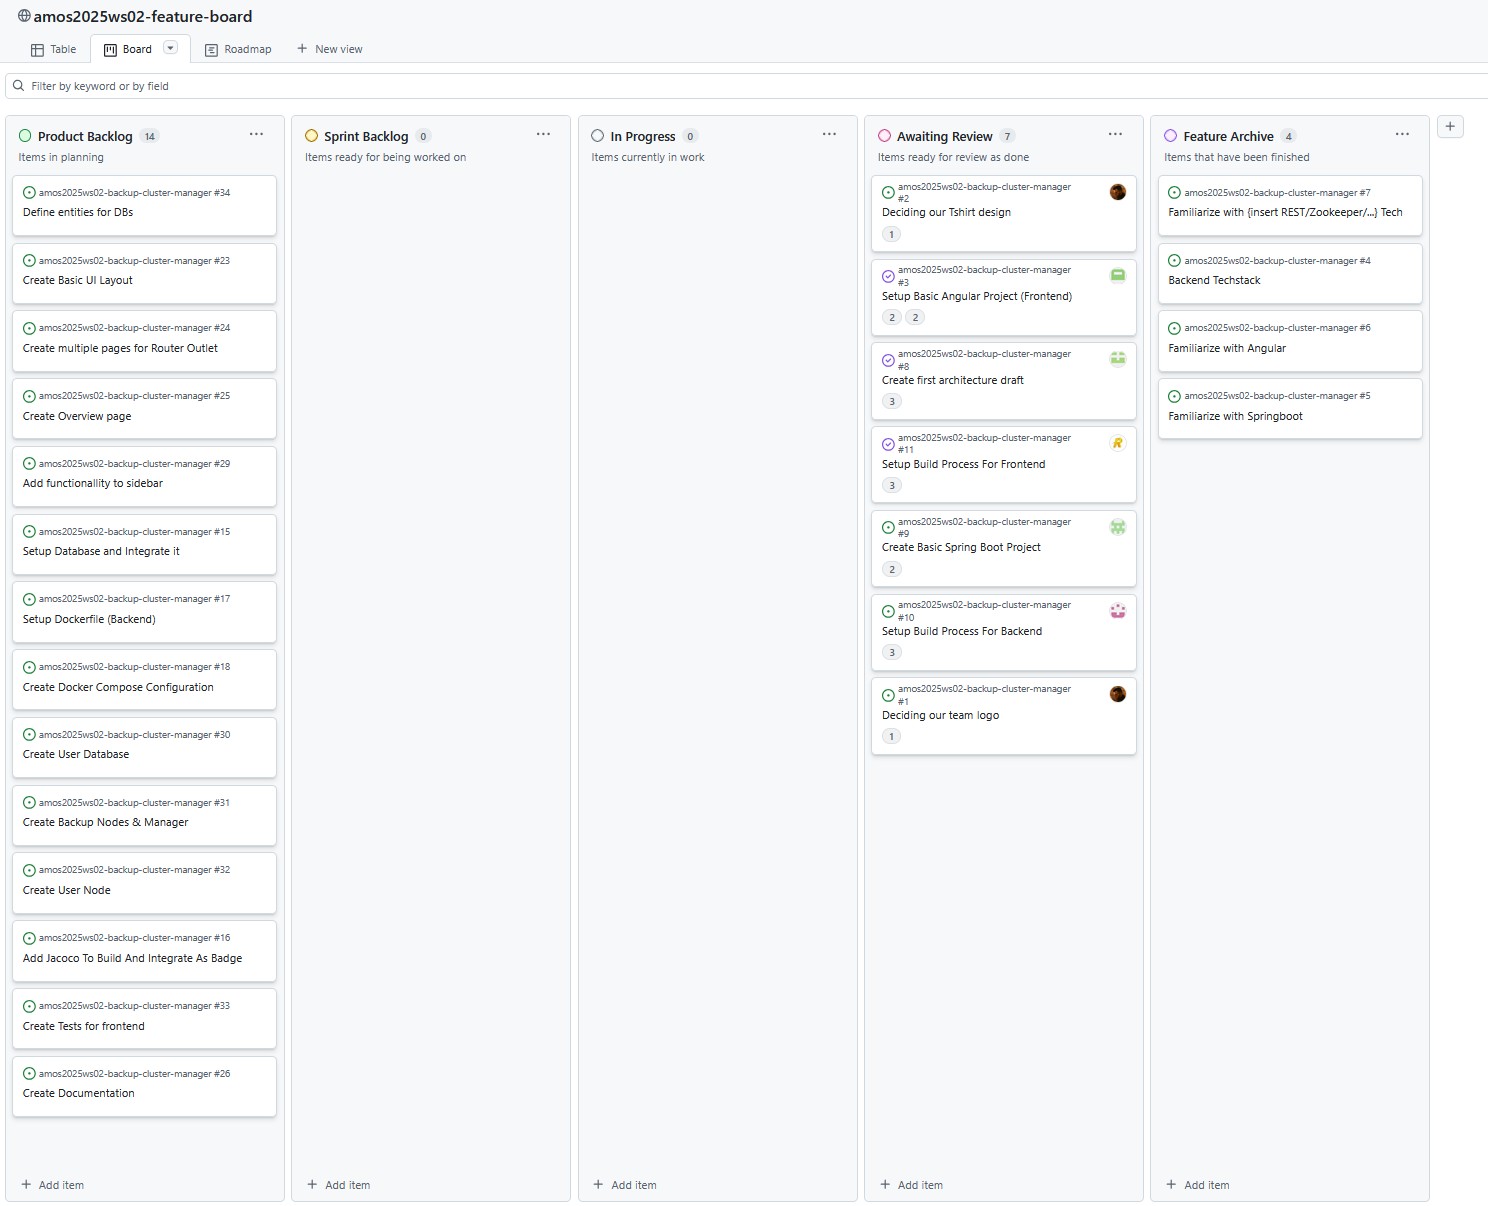 amos2025ws02-feature-board
Table
Board
Roadmap
New view
Filter by keyword or by field
Product Backlog 14
Items in planning
amos2025ws02-backup-cluster-manager #34
Define entities for DBs
amos2025ws02-backup-cluster-manager #23
Create Basic UI Layout
amos2025ws02-backup-cluster-manager #24
Create multiple pages for Router Outlet
amos2025ws02-backup-cluster-manager #25
Create Overview page
amos2025ws02-backup-cluster-manager #29
Add functionallity to sidebar
amos2025ws02-backup-cluster-manager #15
Setup Database and Integrate it
amos2025ws02-backup-cluster-manager #17
Setup Dockerfile (Backend)
amos2025ws02-backup-cluster-manager #18
Create Docker Compose Configuration
amos2025ws02-backup-cluster-manager #30
Create User Database
amos2025ws02-backup-cluster-manager #31
Create Backup Nodes & Manager
amos2025ws02-backup-cluster-manager #32
Create User Node
amos2025ws02-backup-cluster-manager #16
Add Jacoco To Build And Integrate As Badge
amos2025ws02-backup-cluster-manager #33
Create Tests for frontend
amos2025ws02-backup-cluster-manager #26
Create Documentation
+ Add item
Sprint Backlog 0
Items ready for being worked on
+ Add item
In Progress 0
Items currently in work
+ Add item
Awaiting Review 7
Items ready for review as done
amos2025ws02-backup-cluster-manager
#2
Deciding our Tshirt design
1
amos2025ws02-backup-cluster-manager
#3
Setup Basic Angular Project (Frontend)
2 2
amos2025ws02-backup-cluster-manager
#8
Create first architecture draft
3
amos2025ws02-backup-cluster-manager
#11
Setup Build Process For Frontend
3
amos2025ws02-backup-cluster-manager
#9
Create Basic Spring Boot Project
2
amos2025ws02-backup-cluster-manager
#10
Setup Build Process For Backend
3
amos2025ws02-backup-cluster-manager
#1
Deciding our team logo
1
+ Add item
Feature Archive 4
Items that have been finished
amos2025ws02-backup-cluster-manager #7
Familiarize with {insert REST/Zookeeper/...} Tech
amos2025ws02-backup-cluster-manager #4
Backend Techstack
amos2025ws02-backup-cluster-manager #6
Familiarize with Angular
amos2025ws02-backup-cluster-manager #5
Familiarize with Springboot
+ Add item